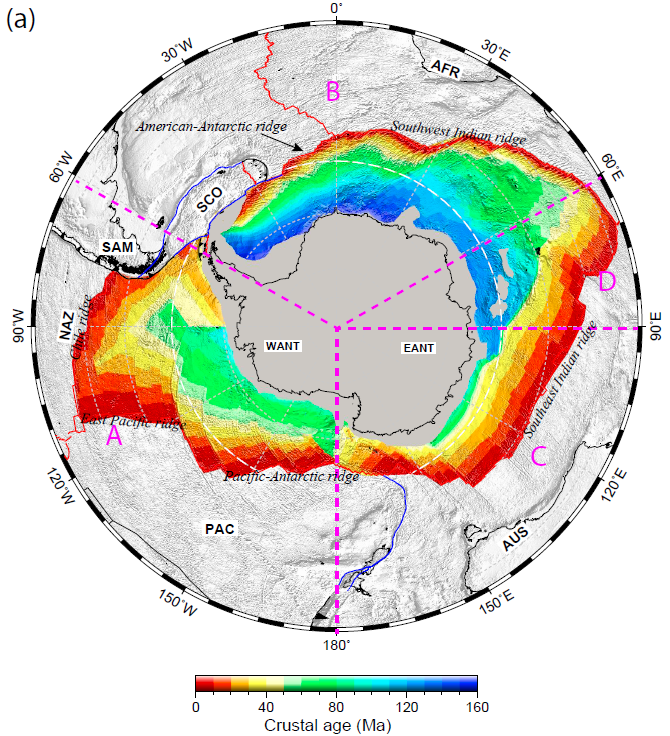 (a)
0°
30°W
30°E
AFR
B
American-Antarctic ridge
Southwest Indian ridge
60°W
60°E
SCO
SAM
D
NAZ
Chile ridge
90°W
90°E
WANT
EANT
Southeast Indian ridge
East Pacific ridge
A
C
Pacific-Antarctic ridge
120°W
120°E
PAC
AUS
150°W
150°E
180°
0 40 80 120 160
Crustal age (Ma)